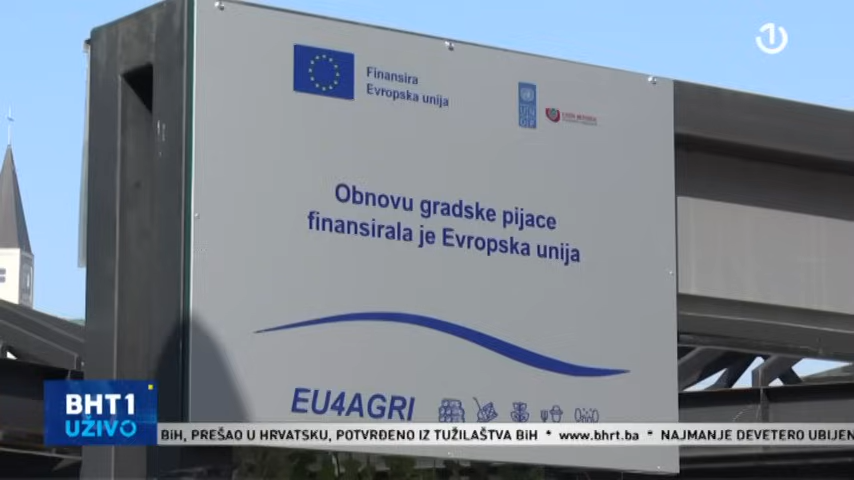 Finansira
Evropska unija
Obnovu gradske pijace
finansirala je Evropska unija
EU4AGRI
BHT1
UŽIVO
BiH, PREŠAO U HRVATSKU, POTVRĐENO IZ TUŽILAŠTVA BiH * www.bhrt.ba * NAJMANJE DEVETERO UBIJEN